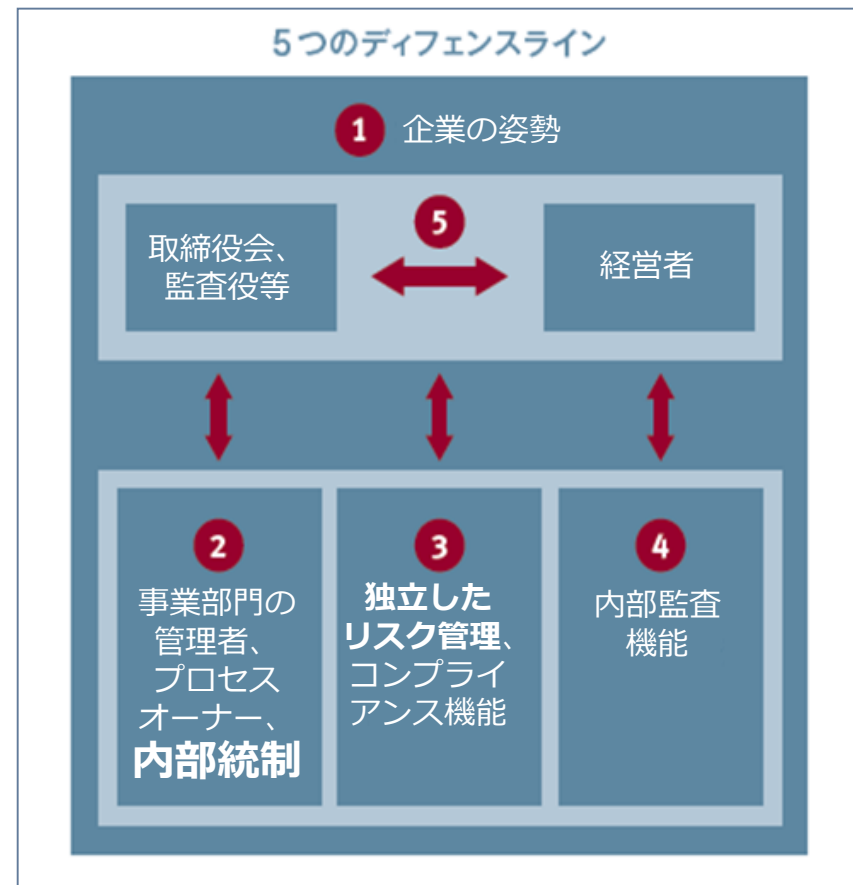 5つのディフェンスライン
1 企業の姿勢
取締役会、
監査役等
5
経営者
2
事業部門の
管理者、
プロセス
オーナー、
内部統制
3
独立した
リスク管理、
コンプライ
アンス機能
4
内部監査
機能